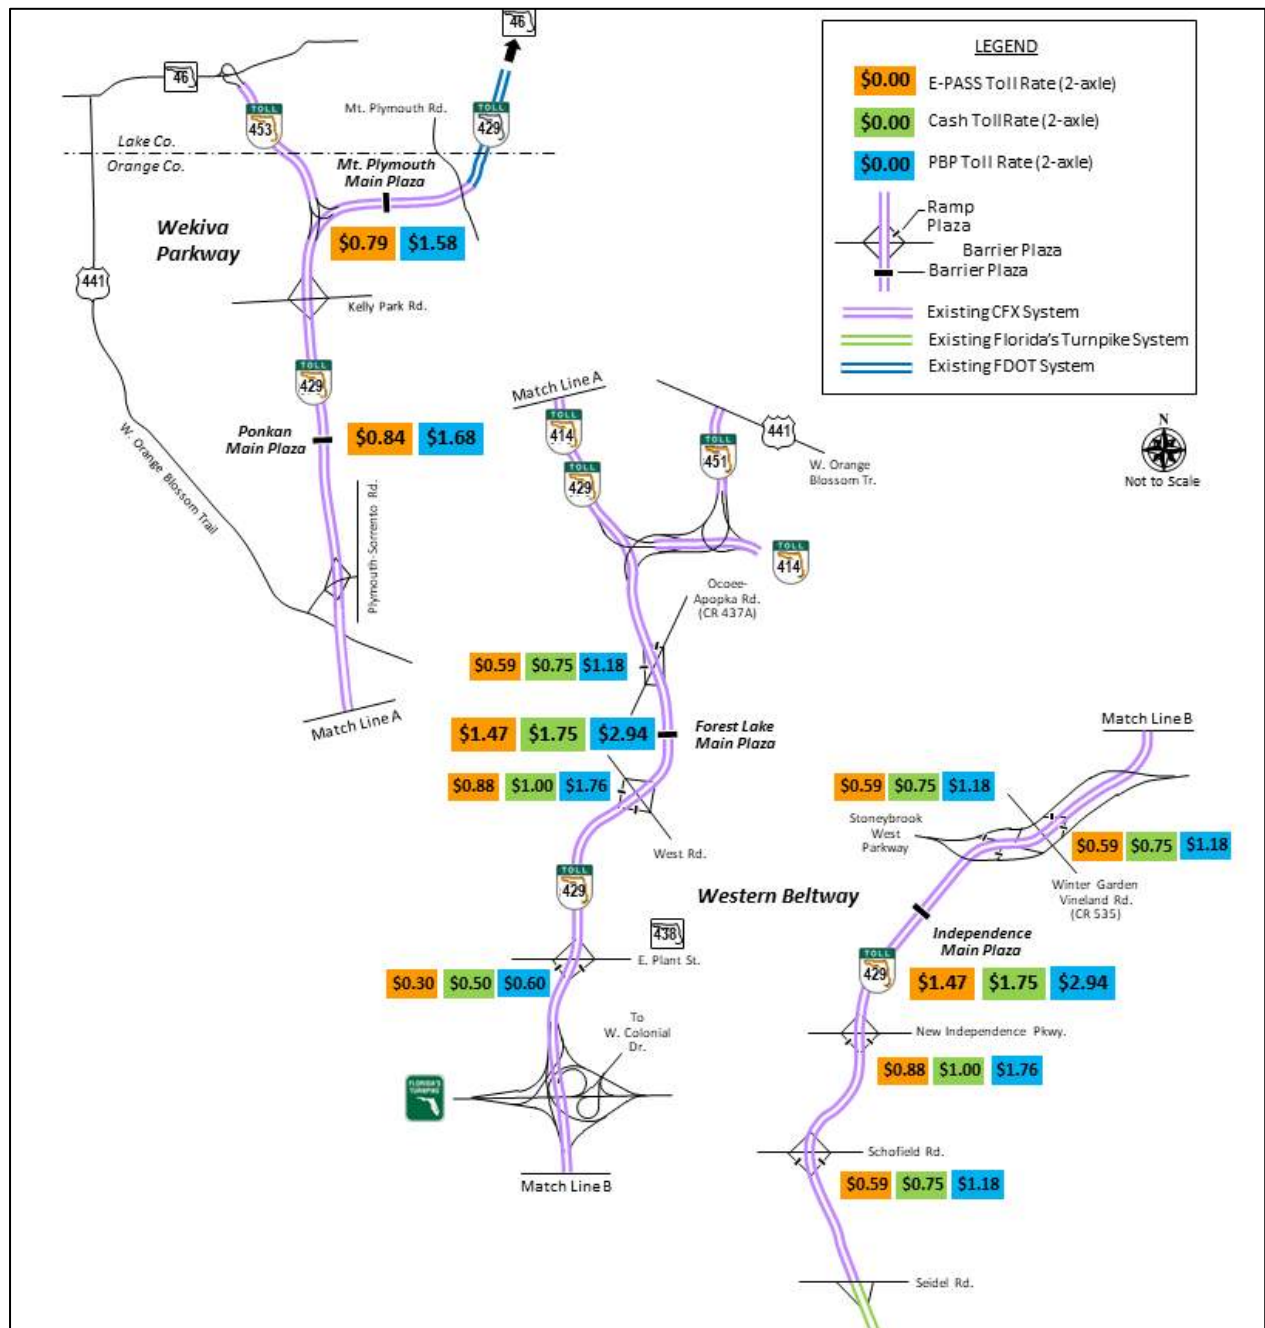 46
LEGEND
$0.00 E-PASS Toll Rate (2-axle)
$0.00 Cash Toll Rate (2-axle)
$0.00 PBP Toll Rate (2-axle)
Ramp
Plaza
Barrier Plaza
Barrier Plaza
Existing CFX System
Existing Florida's Turnpike System
Existing FDOT System
N
Not to Scale
46
TOLL
453
Mt. Plymouth Rd.
TOLL
429
Lake Co.
Orange Co.
Mt. Plymouth
Main Plaza
Wekiva
Parkway
$0.79 $1.58
441
Kelly Park Rd.
TOLL
429
Ponkan
Main Plaza
$0.84 $1.68
W. Orange Blossom Trail
Plymouth-Sorrento Rd.
Match Line A
Match Line A
TOLL
414
TOLL
429
TOLL
451
441
W. Orange
Blossom Tr.
TOLL
414
Ocoee-
Apopka Rd.
(CR 437A)
$0.59 $0.75 $1.18
$1.47 $1.75 $2.94
Forest Lake
Main Plaza
$0.88 $1.00 $1.76
West Rd.
TOLL
429
Western Beltway
438
E. Plant St.
$0.30 $0.50 $0.60
To
W. Colonial
Dr.
FLORIDA'S
TURNPIKE
Match Line B
Match Line B
$0.59 $0.75 $1.18
Stoneybrook
West
Parkway
$0.59 $0.75 $1.18
Winter Garden
Vineland Rd.
(CR 535)
Independence
Main Plaza
TOLL
429
$1.47 $1.75 $2.94
New Independence Pkwy.
$0.88 $1.00 $1.76
Schofield Rd.
$0.59 $0.75 $1.18
Seidel Rd.